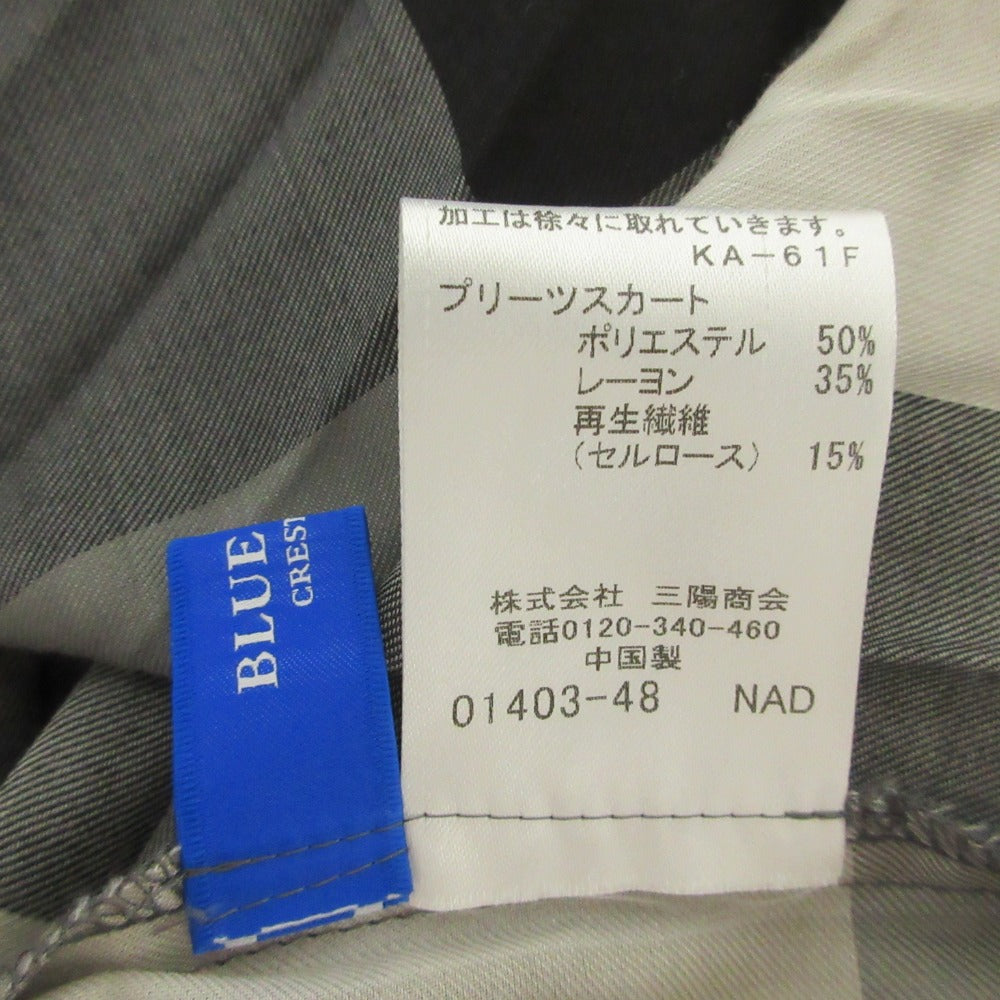 加工は徐々に取れていきます。
KA-61F
プリーツスカート
ポリエステル 50%
レーヨン 35%
再生繊維
(セルロース) 15%
株式会社 三陽商会
電話0120-340-460
中国製
01403-48 NAD
BLUE
CREST